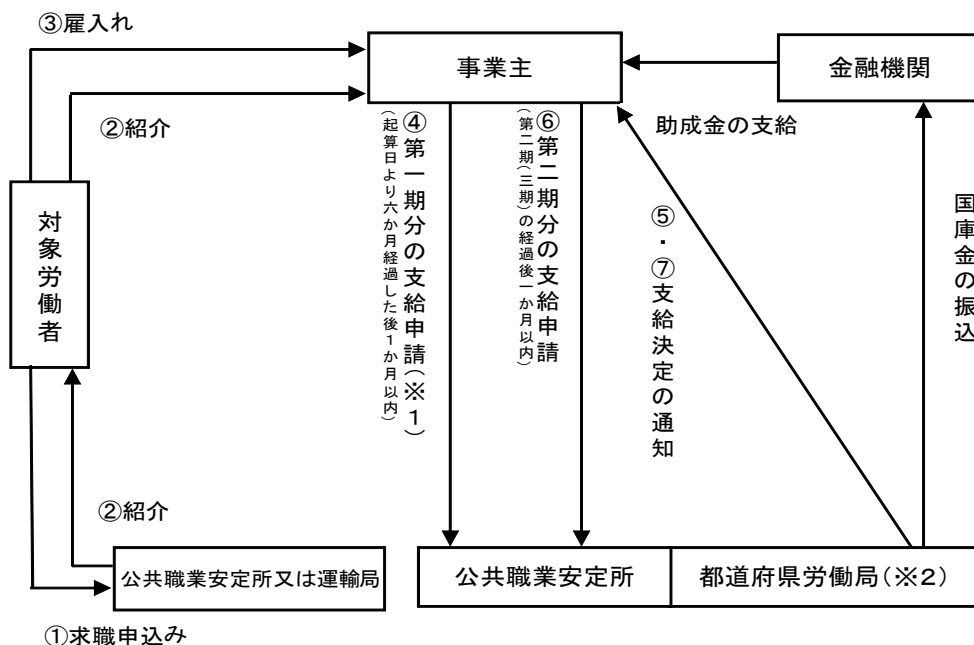 ③雇入れ
事業主
金融機関
②紹介
助成金の支給
対象労働者
④第一期分の支給申請(※1)
(起算日より六か月経過した後1か月以内)
⑥第二期分の支給申請
(第二期(三期)の経過後一か月以内)
⑤・⑦支給決定の通知
国庫金の振込
②紹介
公共職業安定所又は運輸局
公共職業安定所
都道府県労働局(※2)
①求職申込み